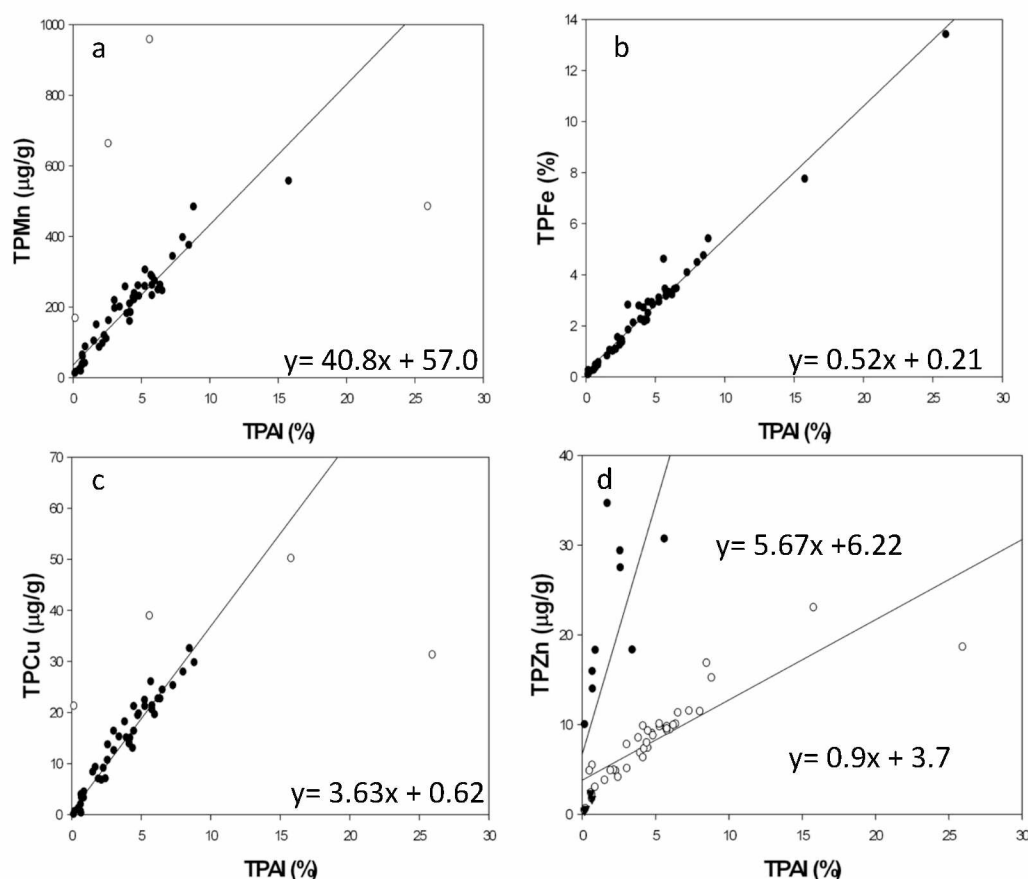 a
1000
800
600
400
200
0
TPMn (µg/g)
y= 40.8x + 57.0
0 5 10 15 20 25 30
TPAl (%)
b
14
12
10
8
6
4
2
0
TPFe (%)
y= 0.52x + 0.21
0 5 10 15 20 25 30
TPAl (%)
c
70
60
50
40
30
20
10
0
TPCu (µg/g)
y= 3.63x + 0.62
0 5 10 15 20 25 30
TPAl (%)
d
40
30
20
10
0
TPZn (µg/g)
y= 5.67x +6.22
y= 0.9x + 3.7
0 5 10 15 20 25 30
TPAl (%)